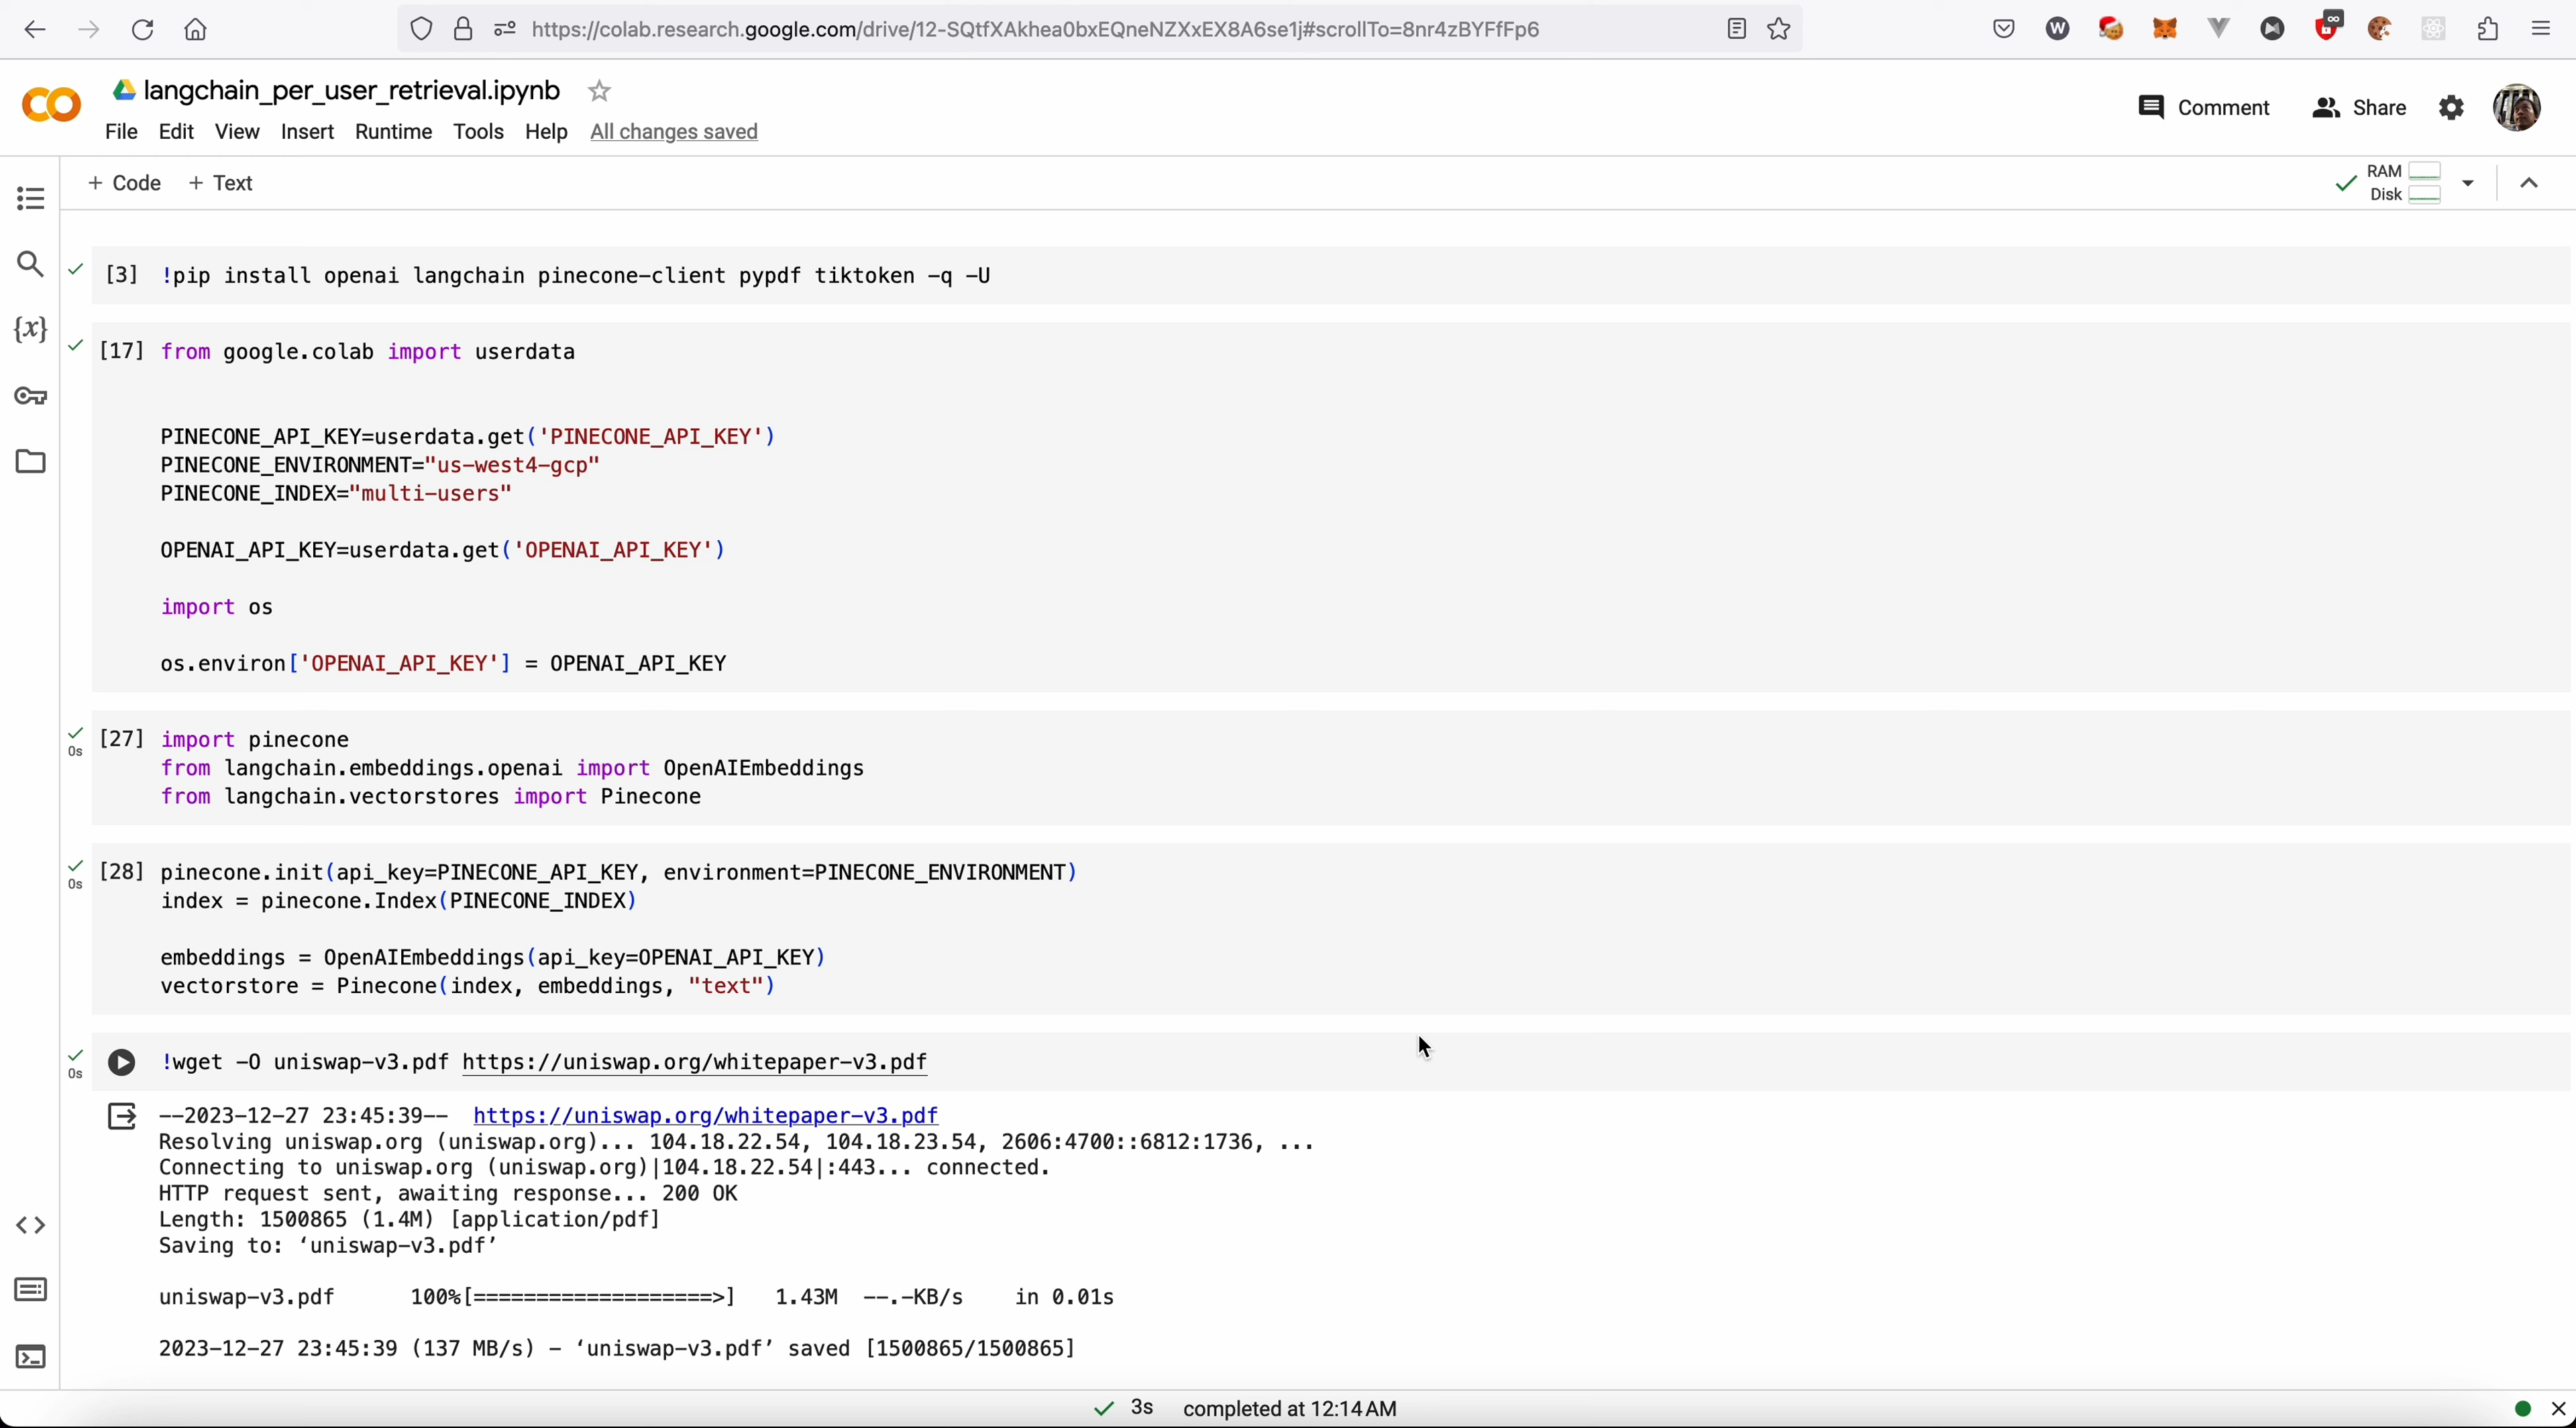 https://colab.research.google.com/drive/12-SQtfXAkhea0bxEQneNZXxEX8A6se1j#scrollTo=8nr4zBYFfFp6
langchain_per_user_retrieval.ipynb
File Edit View Insert Runtime Tools Help All changes saved
Comment Share
+ Code + Text
RAM
Disk
[3] !pip install openai langchain pinecone-client pypdf tiktoken -q -U
[17] from google.colab import userdata
PINECONE_API_KEY=userdata.get('PINECONE_API_KEY')
PINECONE_ENVIRONMENT="us-west4-gcp"
PINECONE_INDEX="multi-users"
OPENAI_API_KEY=userdata.get('OPENAI_API_KEY')
import os
os.environ['OPENAI_API_KEY'] = OPENAI_API_KEY
0s [27] import pinecone
from langchain.embeddings.openai import OpenAIEmbeddings
from langchain.vectorstores import Pinecone
0s [28] pinecone.init(api_key=PINECONE_API_KEY, environment=PINECONE_ENVIRONMENT)
index = pinecone.Index(PINECONE_INDEX)
embeddings = OpenAIEmbeddings(api_key=OPENAI_API_KEY)
vectorstore = Pinecone(index, embeddings, "text")
0s !wget -O uniswap-v3.pdf https://uniswap.org/whitepaper-v3.pdf
--2023-12-27 23:45:39-- https://uniswap.org/whitepaper-v3.pdf
Resolving uniswap.org (uniswap.org)... 104.18.22.54, 104.18.23.54, 2606:4700::6812:1736, ...
Connecting to uniswap.org (uniswap.org)|104.18.22.54|:443... connected.
HTTP request sent, awaiting response... 200 OK
Length: 1500865 (1.4M) [application/pdf]
Saving to: ‘uniswap-v3.pdf’
uniswap-v3.pdf 100%[===================>] 1.43M --.-KB/s in 0.01s
2023-12-27 23:45:39 (137 MB/s) - ‘uniswap-v3.pdf’ saved [1500865/1500865]
3s completed at 12:14 AM